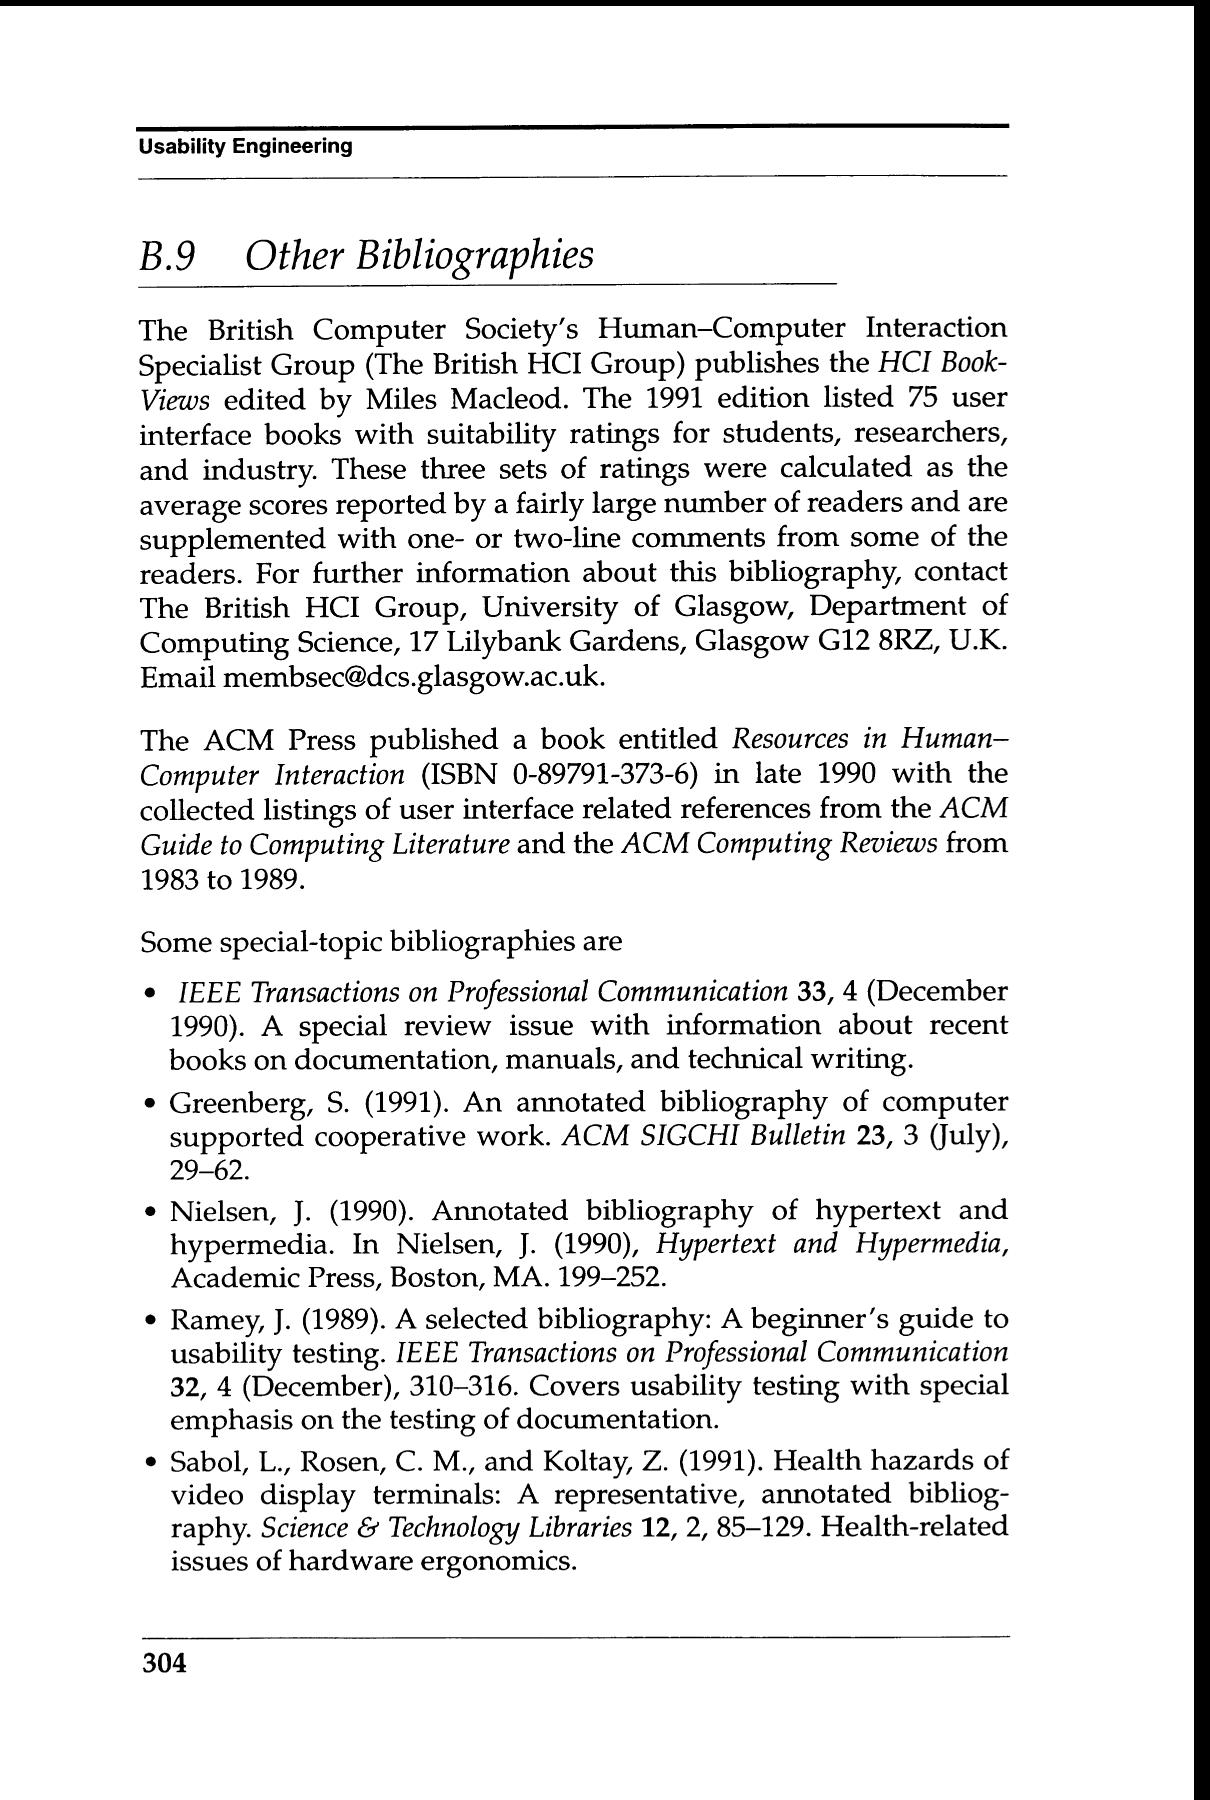 Usability Engineering
B.9 Other Bibliographies
The British Computer Society's Human–Computer Interaction
Specialist Group (The British HCI Group) publishes the HCI Book-
Views edited by Miles Macleod. The 1991 edition listed 75 user
interface books with suitability ratings for students, researchers,
and industry. These three sets of ratings were calculated as the
average scores reported by a fairly large number of readers and are
supplemented with one- or two-line comments from some of the
readers. For further information about this bibliography, contact
The British HCI Group, University of Glasgow, Department of
Computing Science, 17 Lilybank Gardens, Glasgow G12 8RZ, U.K.
Email membsec@dcs.glasgow.ac.uk.
The ACM Press published a book entitled Resources in Human–
Computer Interaction (ISBN 0-89791-373-6) in late 1990 with the
collected listings of user interface related references from the ACM
Guide to Computing Literature and the ACM Computing Reviews from
1983 to 1989.
Some special-topic bibliographies are
• IEEE Transactions on Professional Communication 33, 4 (December
1990). A special review issue with information about recent
books on documentation, manuals, and technical writing.
• Greenberg, S. (1991). An annotated bibliography of computer
supported cooperative work. ACM SIGCHI Bulletin 23, 3 (July),
29–62.
• Nielsen, J. (1990). Annotated bibliography of hypertext and
hypermedia. In Nielsen, J. (1990), Hypertext and Hypermedia,
Academic Press, Boston, MA. 199–252.
• Ramey, J. (1989). A selected bibliography: A beginner's guide to
usability testing. IEEE Transactions on Professional Communication
32, 4 (December), 310–316. Covers usability testing with special
emphasis on the testing of documentation.
• Sabol, L., Rosen, C. M., and Koltay, Z. (1991). Health hazards of
video display terminals: A representative, annotated bibliog-
raphy. Science & Technology Libraries 12, 2, 85–129. Health-related
issues of hardware ergonomics.
304